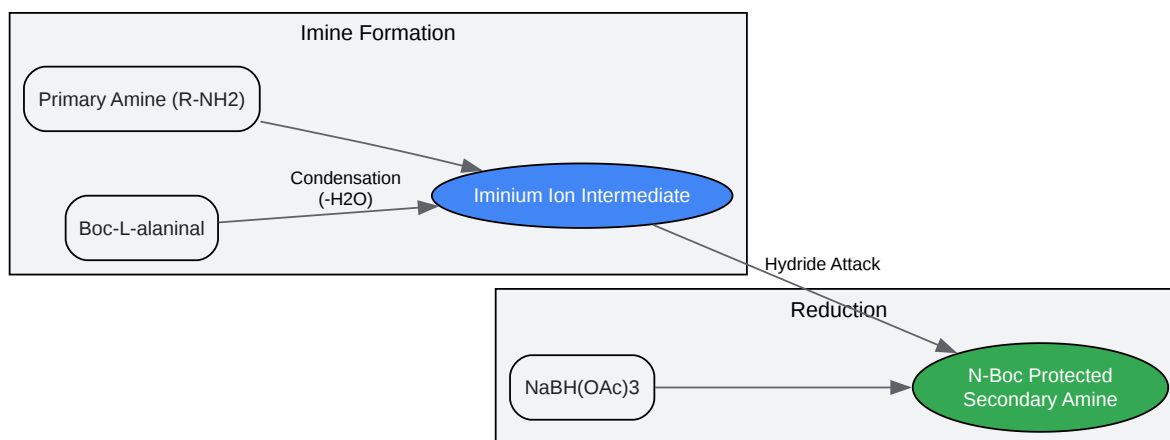 Imine Formation
Primary Amine (R-NH2)
Condensation
(-H2O)
Iminium Ion Intermediate
Boc-L-alaninal
Hydride Attack
Reduction
NaBH(OAc)3
N-Boc Protected
Secondary Amine